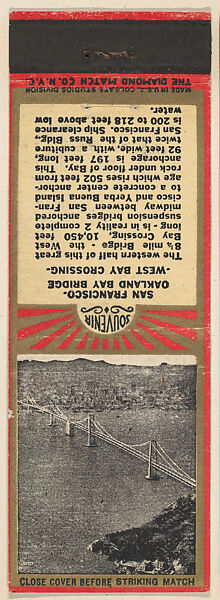 SOUVENIR
SAN FRANCISCO-
OAKLAND BAY BRIDGE
-WEST BAY CROSSING-
The western half of this great
8¼ mile Bridge - the West
Bay Crossing, 10,450 feet
long - is in reality 2 complete
suspension bridges anchored
midway between San Fran-
cisco and Yerba Buena Island
to a concrete center-anchor-
age which rises 502 feet from
rock under floor of Bay. This
anchorage is 197 feet long,
92 feet wide, with a culture
twice that of the Russ Bldg.,
San Francisco. Ship clearance
is 200 to 218 feet above low
water.
THE DIAMOND MATCH CO. N.Y.C.
MADE IN U.S.A. COLGATE STUDIOS DIVISION
CLOSE COVER BEFORE STRIKING MATCH